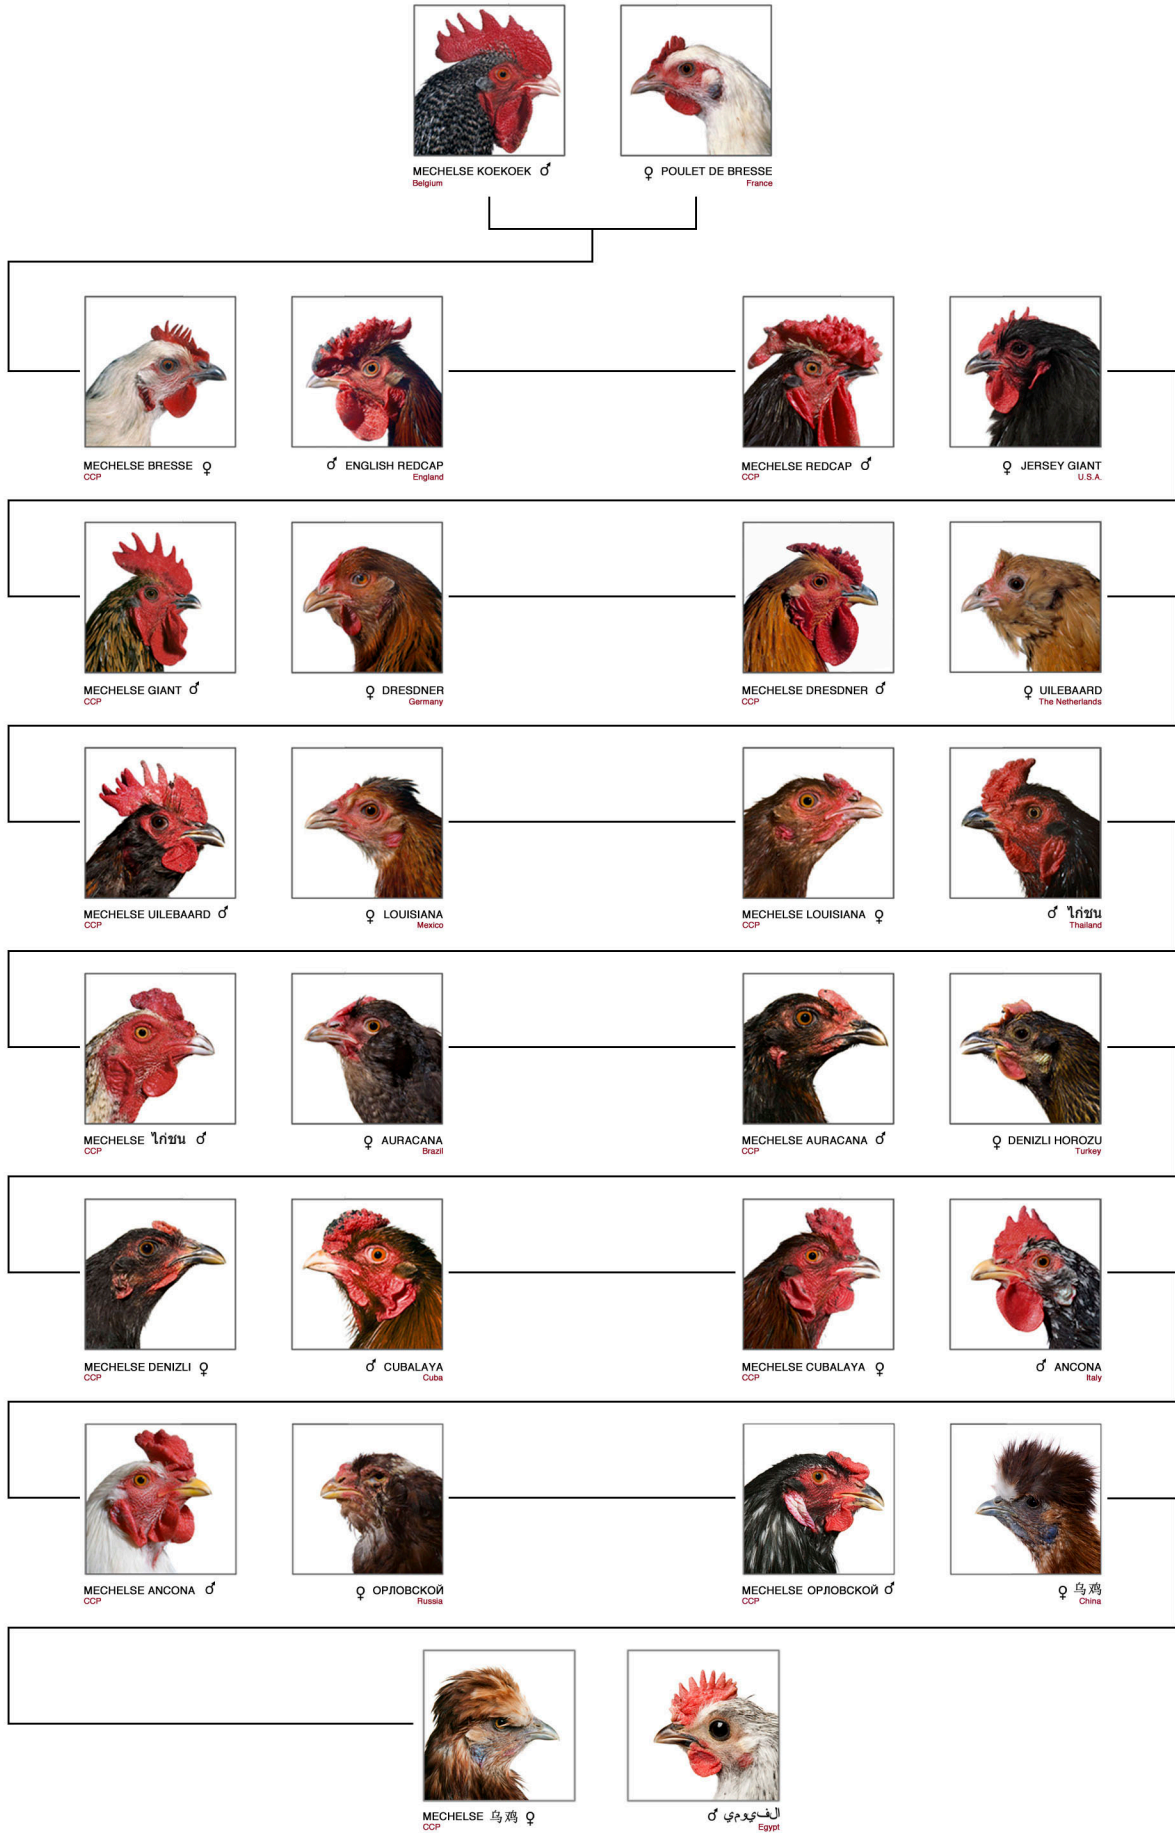 MECHELSE KOEKOEK ♂
Belgium
♀ POULET DE BRESSE
France
MECHELSE BRESSE ♀
CCP
♂ ENGLISH REDCAP
England
MECHELSE REDCAP ♂
CCP
♀ JERSEY GIANT
U.S.A.
MECHELSE GIANT ♂
CCP
♀ DRESDNER
Germany
MECHELSE DRESDNER ♂
CCP
♀ UILEBAARD
The Netherlands
MECHELSE UILEBAARD ♂
CCP
♀ LOUISIANA
Mexico
MECHELSE LOUISIANA ♀
CCP
♂ ไก่ชน
Thailand
MECHELSE ไก่ชน ♂
CCP
♀ AURACANA
Brazil
MECHELSE AURACANA ♂
CCP
♀ DENIZLI HOROZU
Turkey
MECHELSE DENIZLI ♀
CCP
♂ CUBALAYA
Cuba
MECHELSE CUBALAYA ♀
CCP
♂ ANCONA
Italy
MECHELSE ANCONA ♂
CCP
♀ ОРЛОВСКОЙ
Russia
MECHELSE ОРЛОВСКОЙ ♂
CCP
♀ 乌鸡
China
MECHELSE 乌鸡 ♀
CCP
♂ الفيومي
Egypt